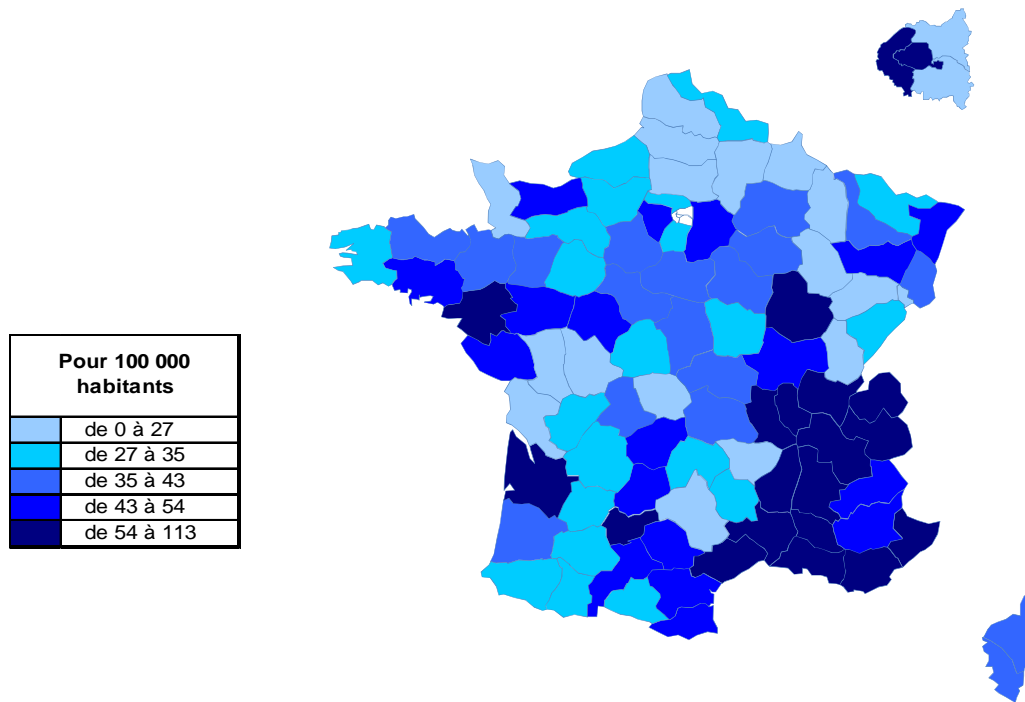 Pour 100 000
habitants
de 0 à 27
de 27 à 35
de 35 à 43
de 43 à 54
de 54 à 113